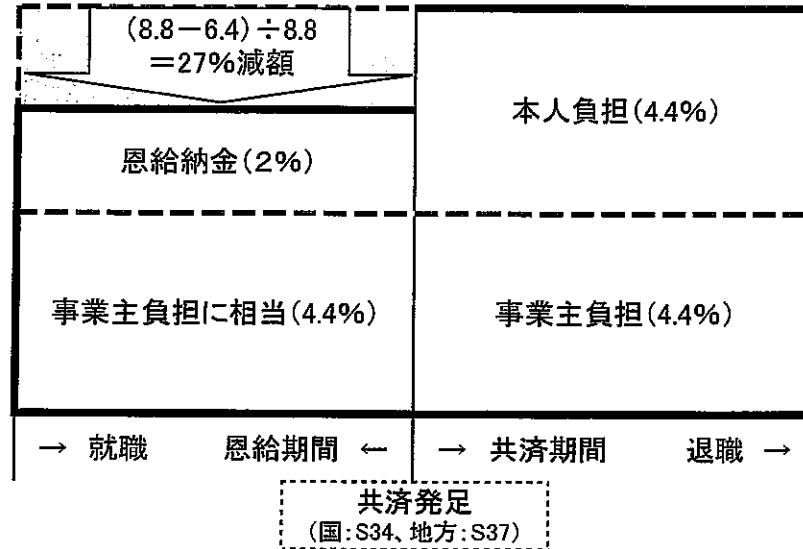 (8.8－6.4)÷8.8
＝27%減額
本人負担(4.4%)
恩給納金(2%)
事業主負担に相当(4.4%)
事業主負担(4.4%)
→ 就職 恩給期間 ← → 共済期間 退職 →
共済発足
(国:S34、地方:S37)